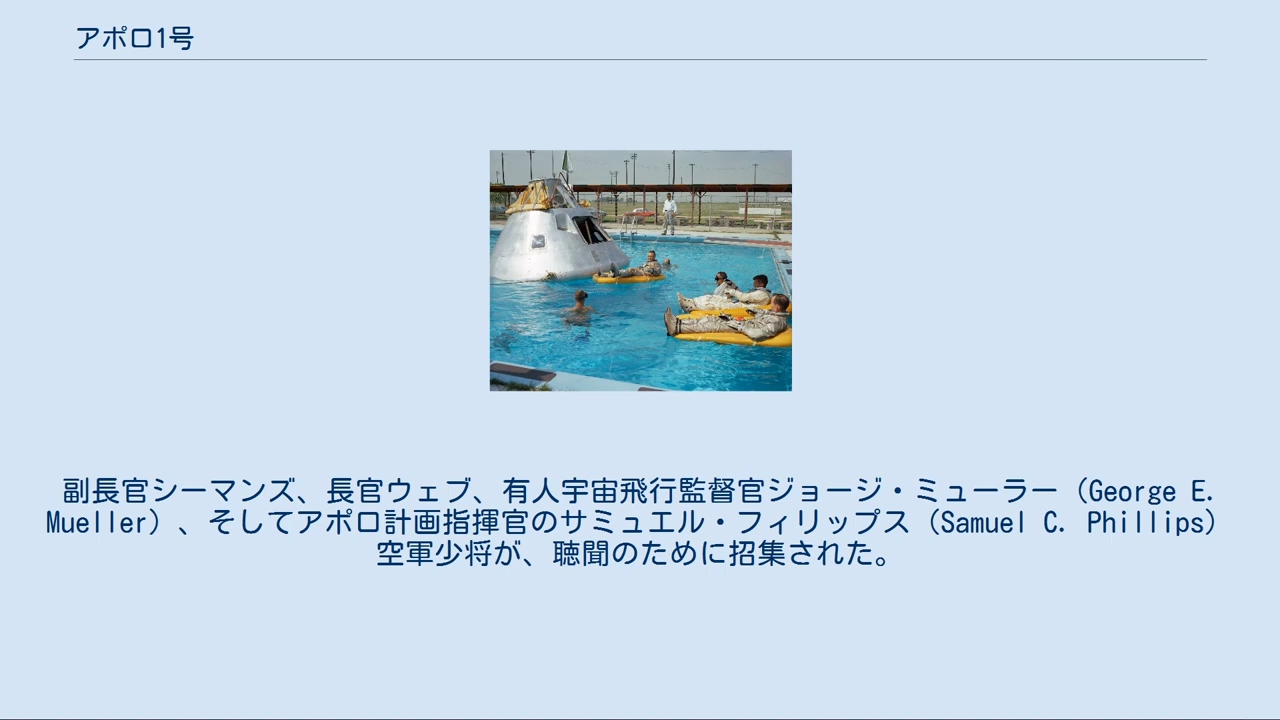 アポロ1号
副長官シーマンズ、長官ウェブ、有人宇宙飛行監督官ジョージ・ミューラー（George E.
Mueller）、そしてアポロ計画指揮官のサミュエル・フィリップス（Samuel C. Phillips）
空軍少将が、聴聞のために招集された。